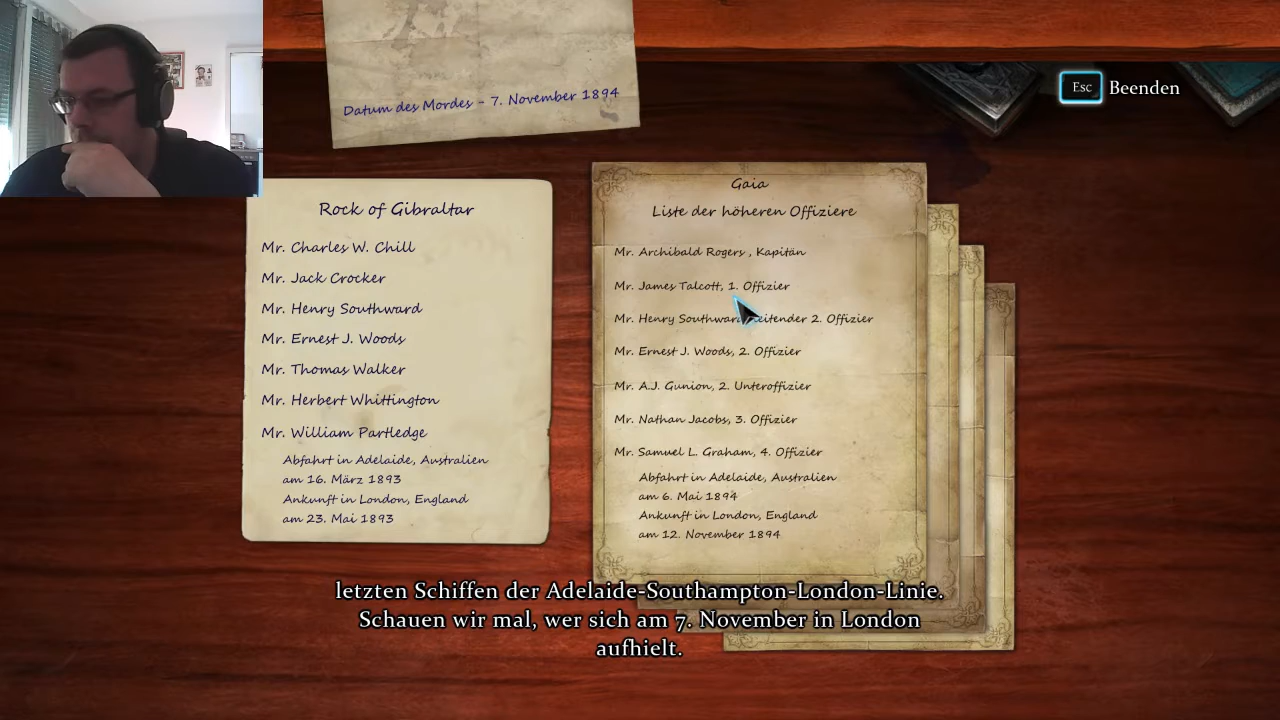 Datum des Mordes - 7. November 1894
Esc Beenden
Rock of Gibraltar
Mr. Charles W. Chill
Mr. Jack Crocker
Mr. Henry Southward
Mr. Ernest J. Woods
Mr. Thomas Walker
Mr. Herbert Whittington
Mr. William Partledge
Abfahrt in Adelaide, Australien
am 16. März 1893
Ankunft in London, England
am 23. Mai 1893
Gaia
Liste der höheren Offiziere
Mr. Archibald Rogers , Kapitän
Mr. James Talcott, 1. Offizier
Mr. Henry Southward, leitender 2. Offizier
Mr. Ernest J. Woods, 2. Offizier
Mr. A.J. Gunion, 2. Unteroffizier
Mr. Nathan Jacobs, 3. Offizier
Mr. Samuel L. Graham, 4. Offizier
Abfahrt in Adelaide, Australien
am 6. Mai 1894
Ankunft in London, England
am 12. November 1894
letzten Schiffen der Adelaide-Southampton-London-Linie.
Schauen wir mal, wer sich am 7. November in London
aufhielt.